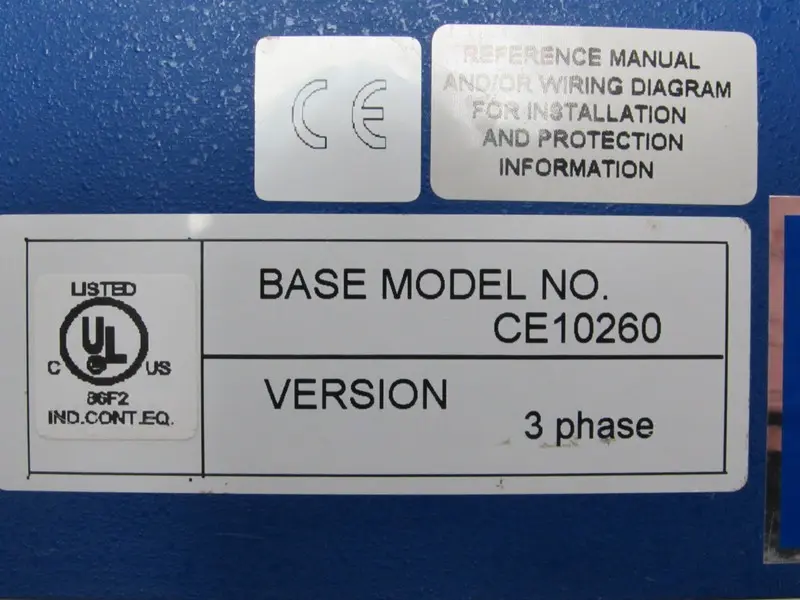 CE
REFERENCE MANUAL
AND/OR WIRING DIAGRAM
FOR INSTALLATION
AND PROTECTION
INFORMATION
LISTED
UL
C US
86F2
IND.CONT.EQ.
BASE MODEL NO.
CE10260
VERSION
3 phase